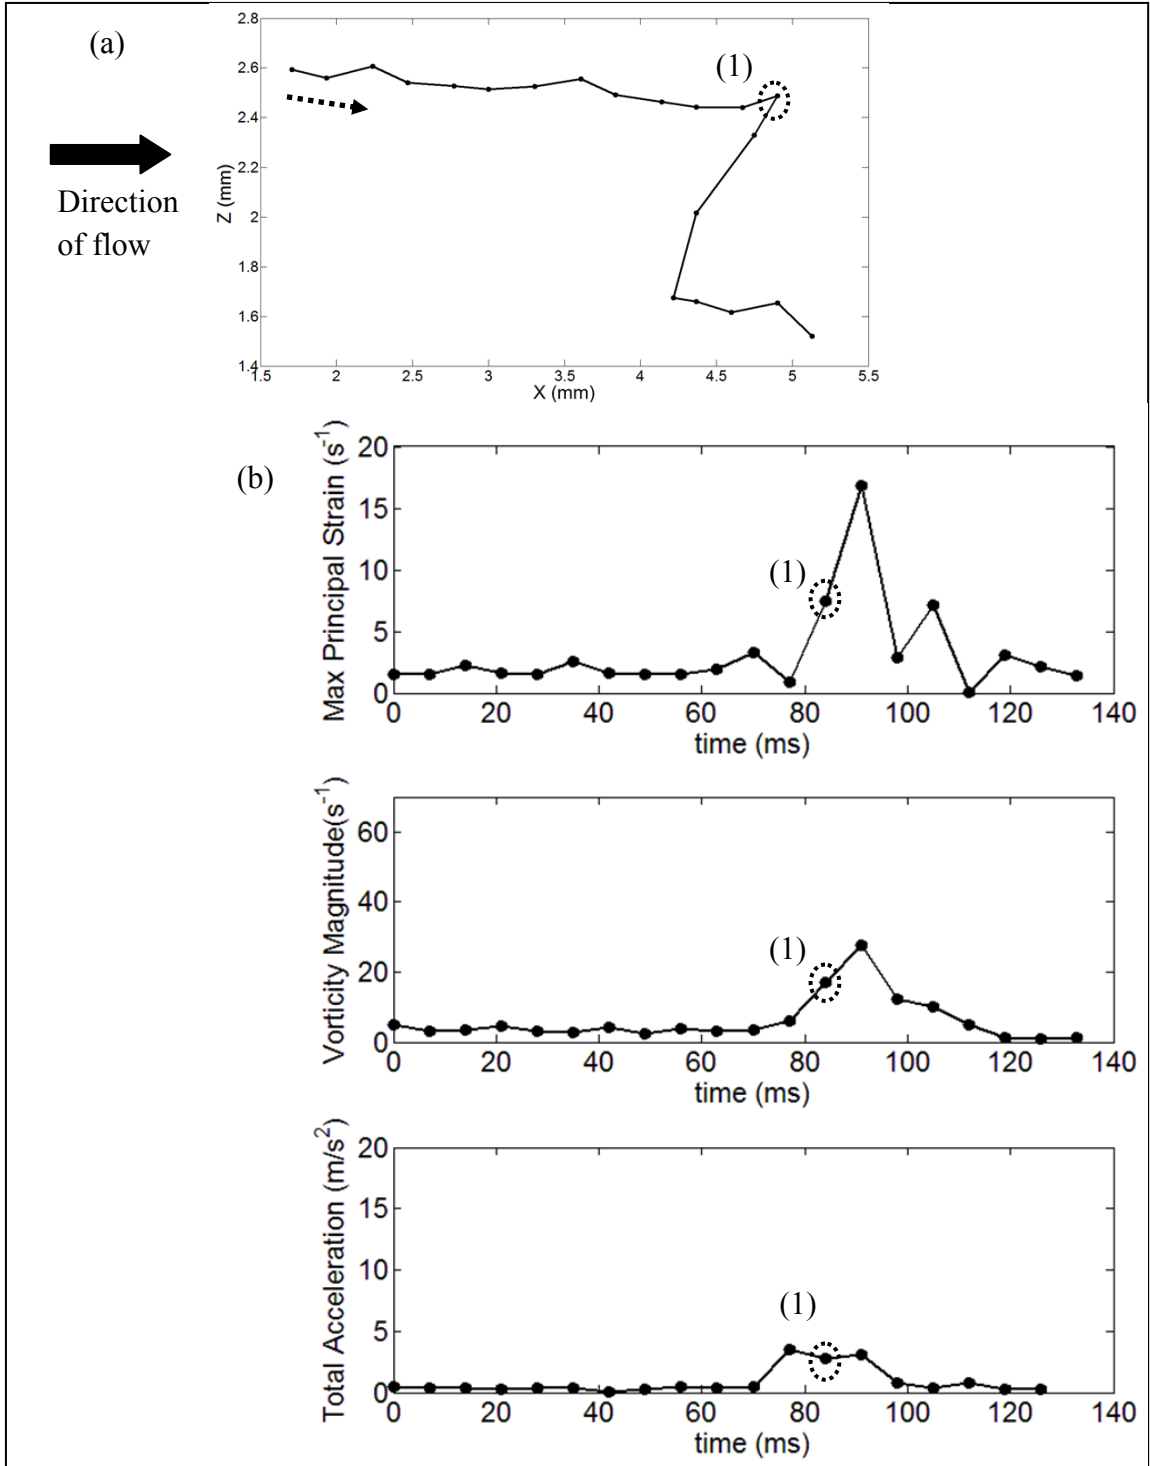 (a)
Direction
of flow
2.8
2.6
2.4
2.2
2
1.8
1.6
1.4
Z (mm)
(1)
1.5 2 2.5 3 3.5 4 4.5 5 5.5
X (mm)
(b)
Max Principal Strain (s⁻¹)
20
15
10
5
0
(1)
0 20 40 60 80 100 120 140
time (ms)
Vorticity Magnitude(s⁻¹)
60
40
20
0
(1)
0 20 40 60 80 100 120 140
time (ms)
Total Acceleration (m/s²)
20
15
10
5
0
(1)
0 20 40 60 80 100 120 140
time (ms)